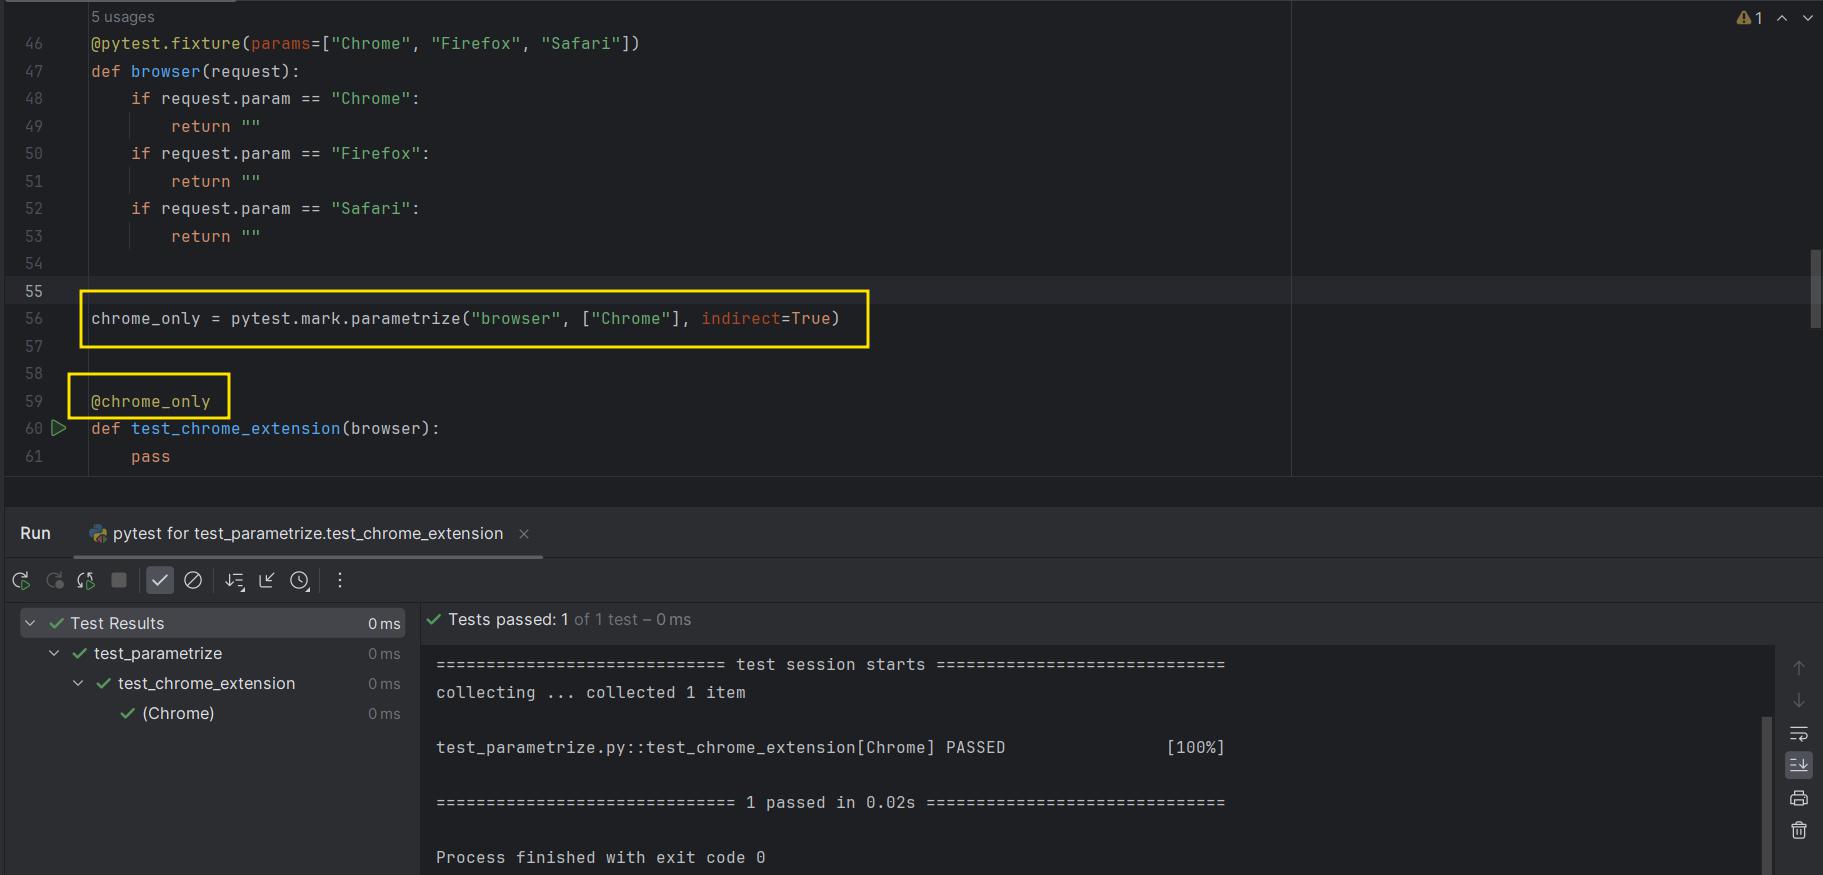 5 usages
1
46 @pytest.fixture(params=["Chrome", "Firefox", "Safari"])
47 def browser(request):
48     if request.param == "Chrome":
49         return ""
50     if request.param == "Firefox":
51         return ""
52     if request.param == "Safari":
53         return ""
54
55
56 chrome_only = pytest.mark.parametrize("browser", ["Chrome"], indirect=True)
57
58
59 @chrome_only
60 def test_chrome_extension(browser):
61     pass
Run pytest for test_parametrize.test_chrome_extension
Test Results 0 ms
test_parametrize 0 ms
test_chrome_extension 0 ms
(Chrome) 0 ms
Tests passed: 1 of 1 test – 0 ms
============================= test session starts =============================
collecting ... collected 1 item
test_parametrize.py::test_chrome_extension[Chrome] PASSED [100%]
============================== 1 passed in 0.02s ==============================
Process finished with exit code 0